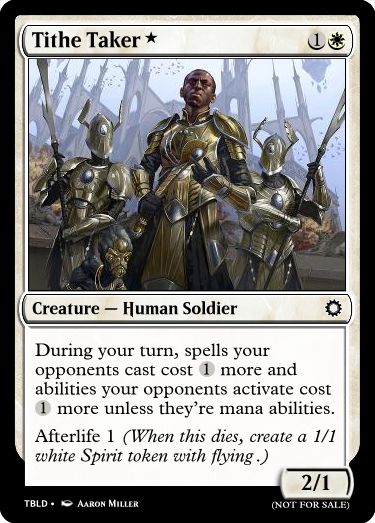 Tithe Taker ★ 1
Creature — Human Soldier
During your turn, spells your
opponents cast cost 1 more and
abilities your opponents activate cost
1 more unless they're mana abilities.
Afterlife 1 (When this dies, create a 1/1
white Spirit token with flying .)
2/1
TBLD • Aaron Miller
(NOT FOR SALE)